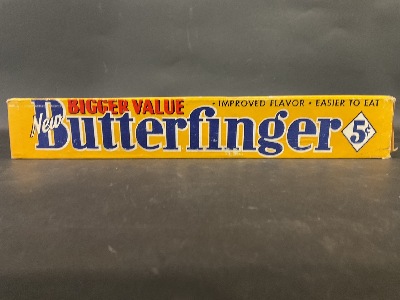 BIGGER VALUE • IMPROVED FLAVOR • EASIER TO EAT
New Butterfinger 5¢